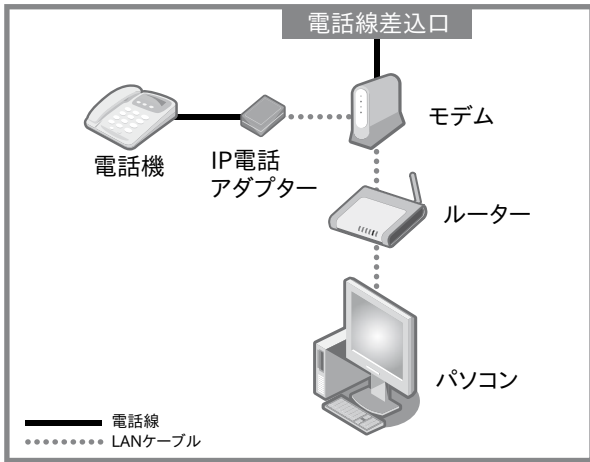 電話線差込口
モデム
電話機
IP電話
アダプター
ルーター
パソコン
電話線
LANケーブル